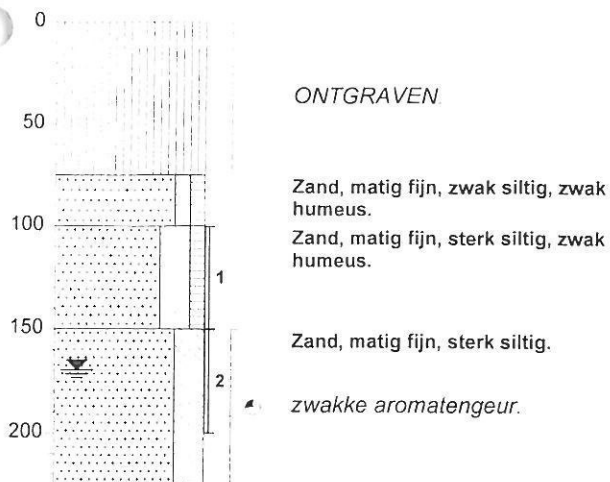 0
ONTGRAVEN
50
Zand, matig fijn, zwak siltig, zwak
humeus.
100
Zand, matig fijn, sterk siltig, zwak
humeus.
1
150
Zand, matig fijn, sterk siltig.
2
zwakke aromatengeur.
200